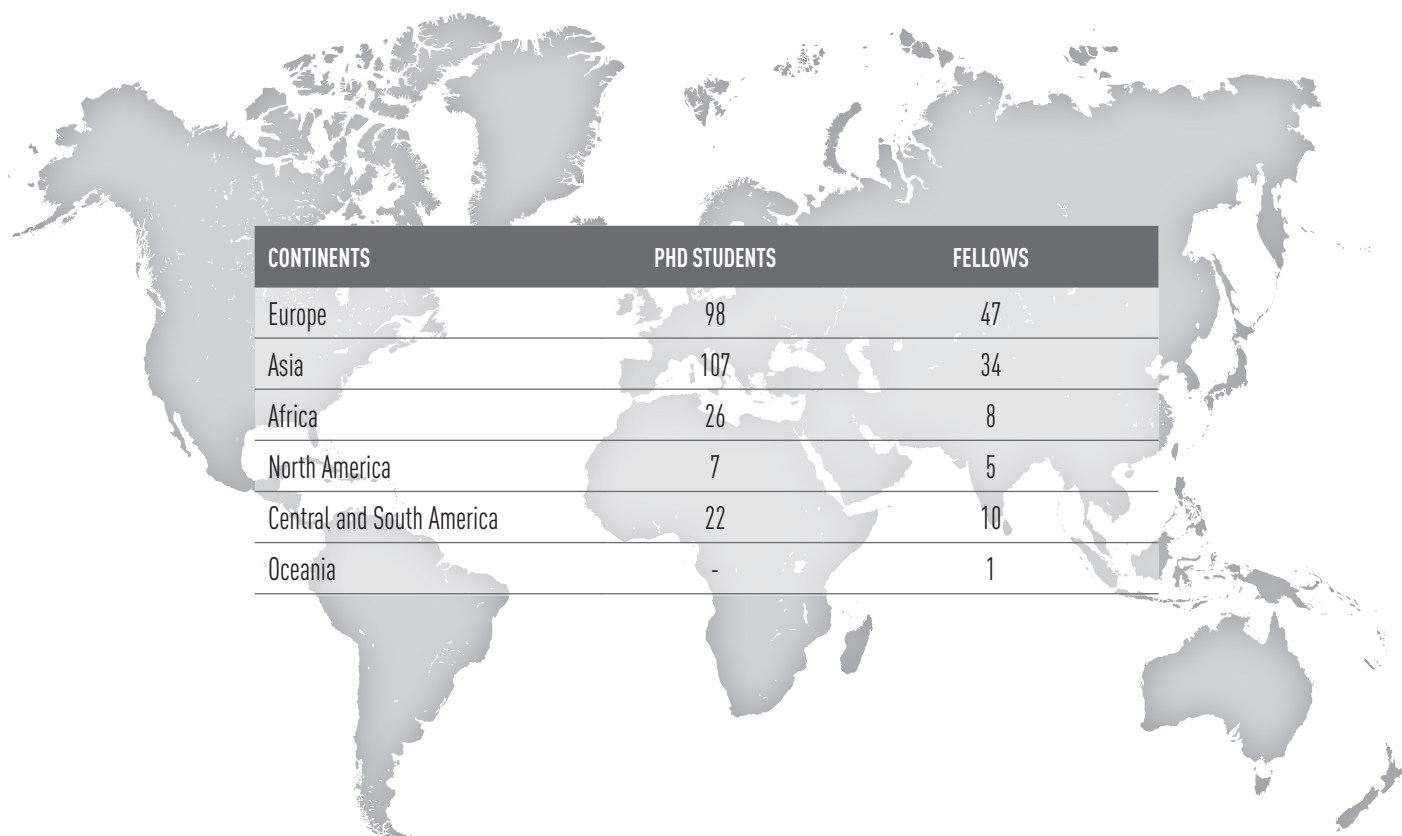 CONTINENTS PHD STUDENTS FELLOWS
Europe 98 47
Asia 107 34
Africa 26 8
North America 7 5
Central and South America 22 10
Oceania - 1